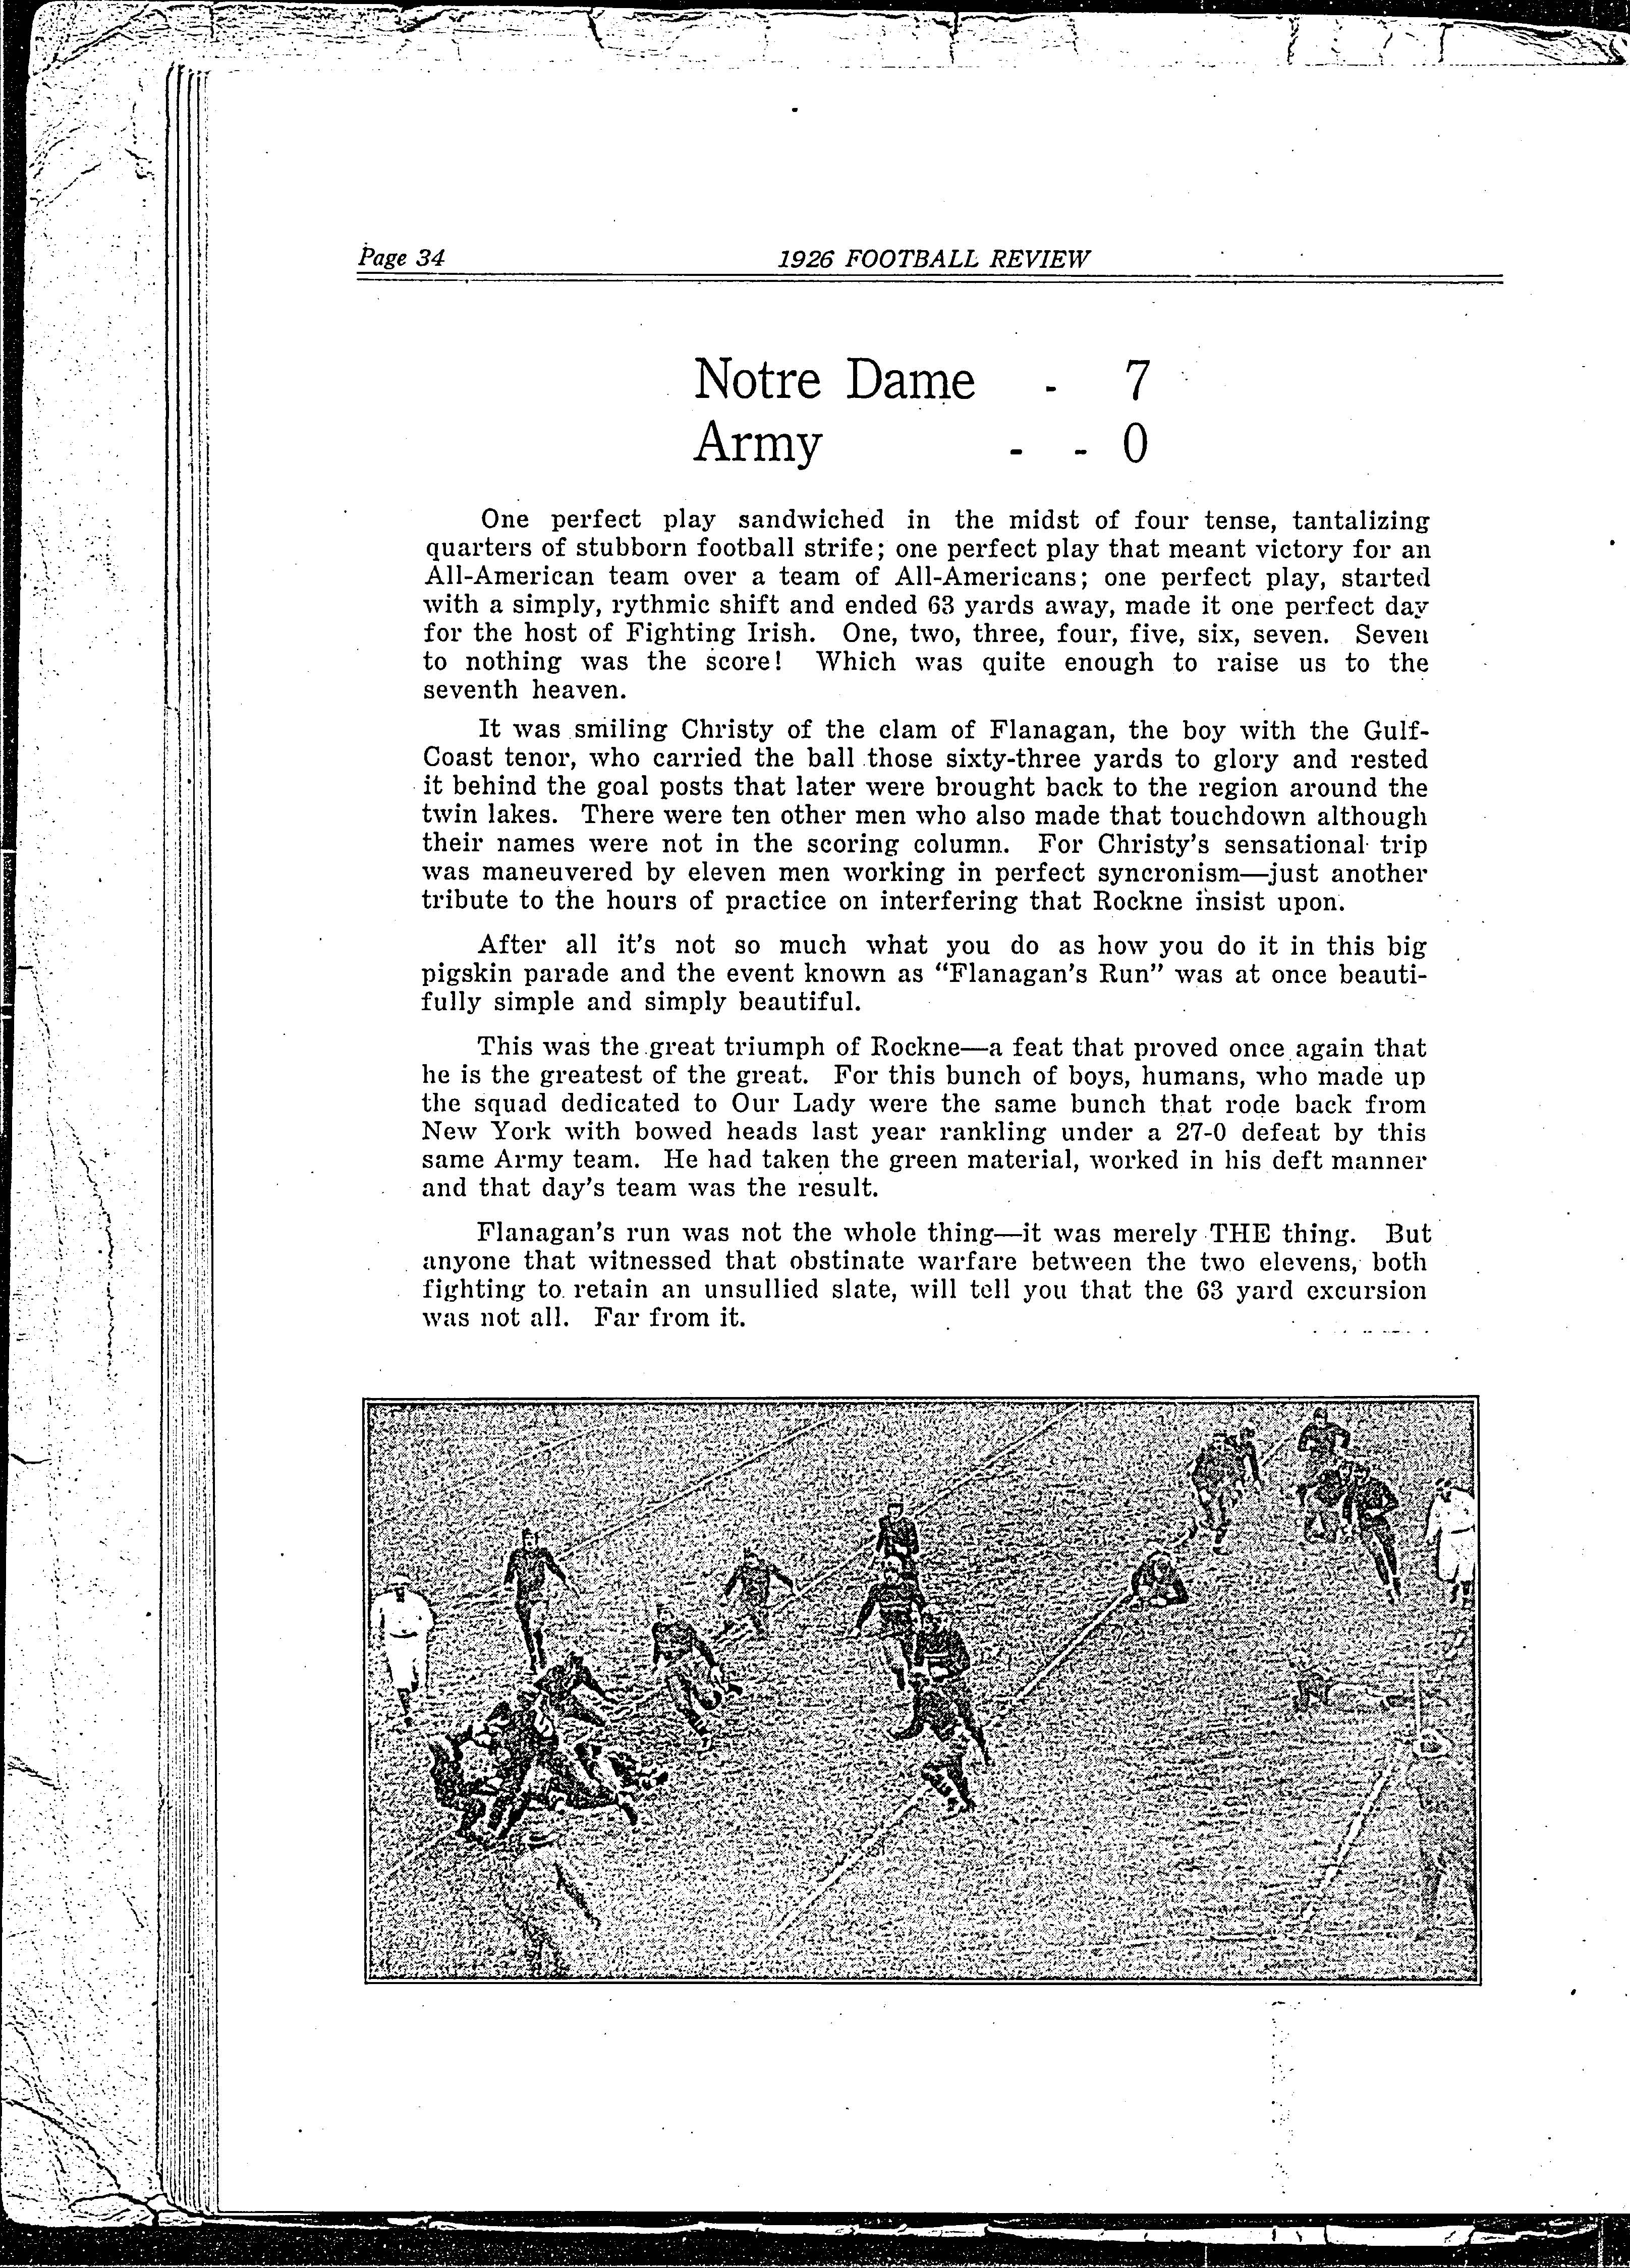 Page 34 1926 FOOTBALL REVIEW
Notre Dame - 7
Army - - 0
One perfect play sandwiched in the midst of four tense, tantalizing
quarters of stubborn football strife; one perfect play that meant victory for an
All-American team over a team of All-Americans; one perfect play, started
with a simply, rythmic shift and ended 63 yards away, made it one perfect day
for the host of Fighting Irish. One, two, three, four, five, six, seven. Seven
to nothing was the score! Which was quite enough to raise us to the
seventh heaven.
It was smiling Christy of the clam of Flanagan, the boy with the Gulf-
Coast tenor, who carried the ball those sixty-three yards to glory and rested
it behind the goal posts that later were brought back to the region around the
twin lakes. There were ten other men who also made that touchdown although
their names were not in the scoring column. For Christy's sensational trip
was maneuvered by eleven men working in perfect syncronism—just another
tribute to the hours of practice on interfering that Rockne insist upon.
After all it's not so much what you do as how you do it in this big
pigskin parade and the event known as "Flanagan's Run" was at once beauti-
fully simple and simply beautiful.
This was the great triumph of Rockne—a feat that proved once again that
he is the greatest of the great. For this bunch of boys, humans, who made up
the squad dedicated to Our Lady were the same bunch that rode back from
New York with bowed heads last year rankling under a 27-0 defeat by this
same Army team. He had taken the green material, worked in his deft manner
and that day's team was the result.
Flanagan's run was not the whole thing—it was merely THE thing. But
anyone that witnessed that obstinate warfare between the two elevens, both
fighting to retain an unsullied slate, will tell you that the 63 yard excursion
was not all. Far from it.